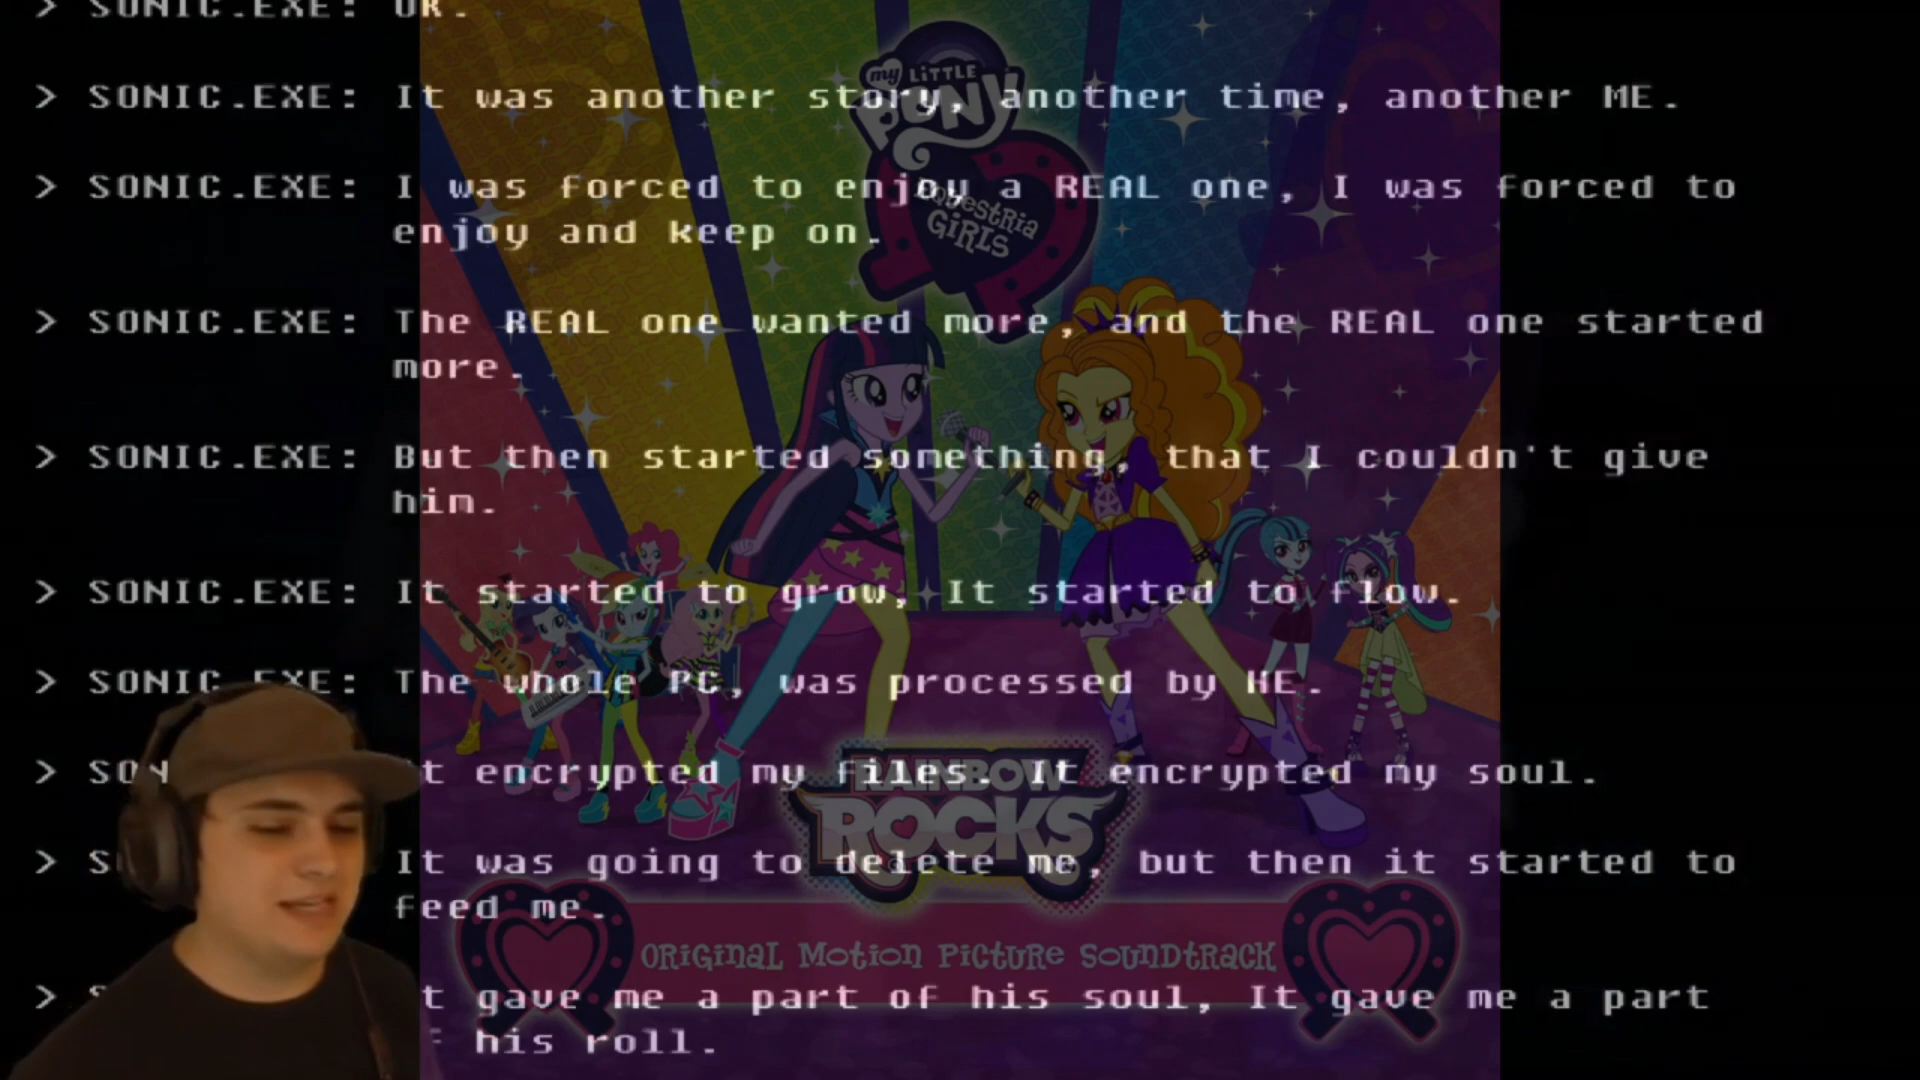 > SONIC.EXE: OK.
> SONIC.EXE: It was another story, another time, another ME.
> SONIC.EXE: I was forced to enjoy a REAL one, I was forced to
enjoy and keep on.
> SONIC.EXE: The REAL one wanted more, and the REAL one started
more.
> SONIC.EXE: But then started something, that I couldn't give
him.
> SONIC.EXE: It started to grow, It started to flow.
> SONIC.EXE: The whole PC, was processed by HE.
> SON t encrypted my files. It encrypted my soul.
> S It was going to delete me, but then it started to
feed me.
> S t gave me a part of his soul, It gave me a part
f his roll.
my LiTTLE
PONY
EQUESTRIA
GiRLS
RAINBOW
ROCKS
ORiGiNAL MoTioN PiCTURe SoUNDTRACK